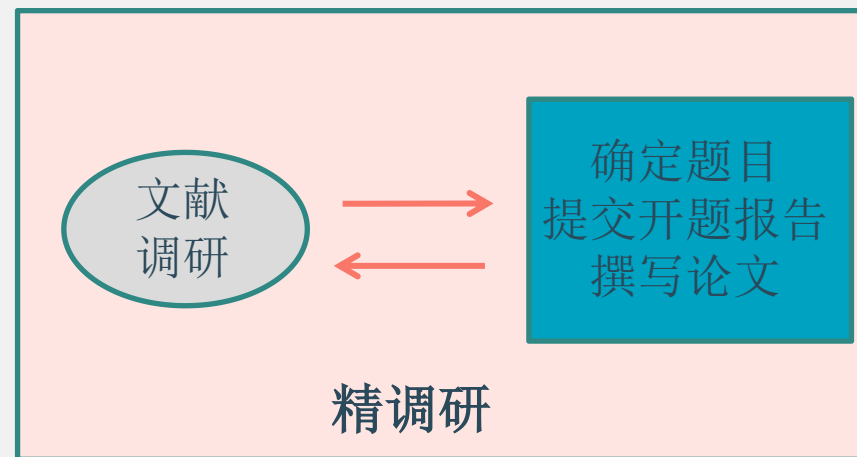 文献
调研
确定题目
提交开题报告
撰写论文
精调研